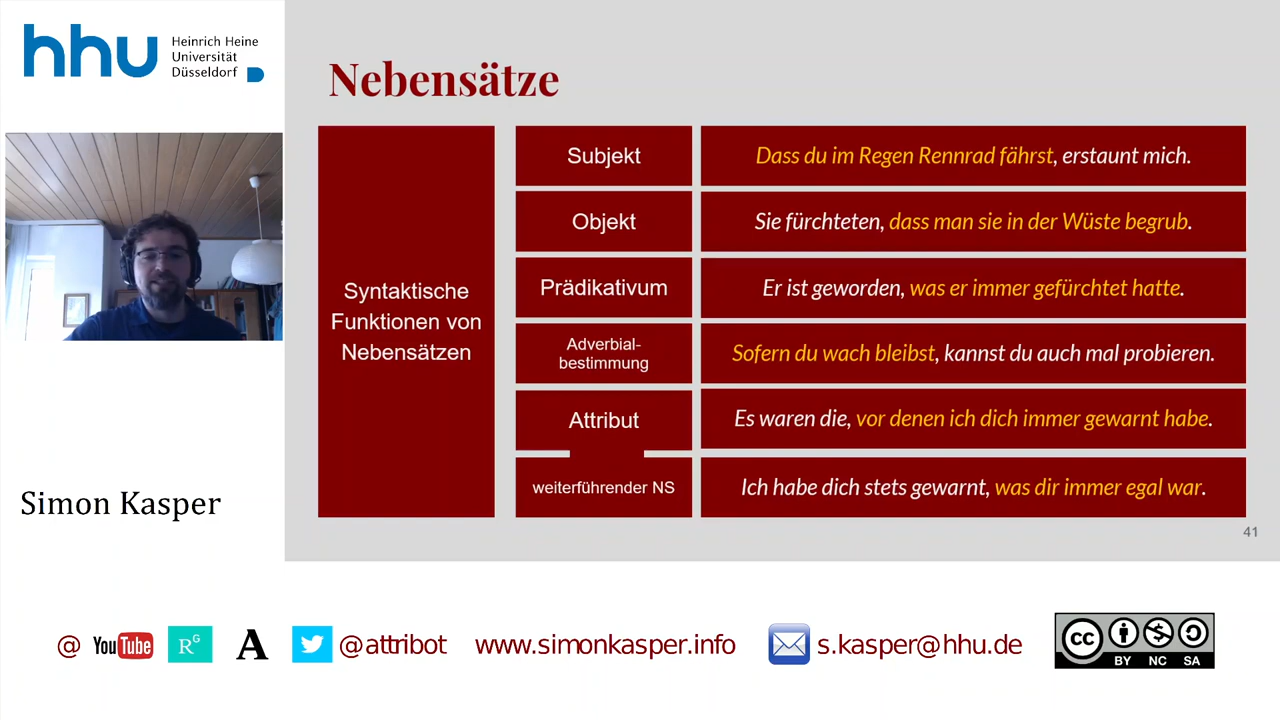 hhu Heinrich Heine
Universität
Düsseldorf
Nebensätze
Syntaktische
Funktionen von
Nebensätzen
Subjekt
Dass du im Regen Rennrad fährst, erstaunt mich.
Objekt
Sie fürchteten, dass man sie in der Wüste begrub.
Prädikativum
Er ist geworden, was er immer gefürchtet hatte.
Adverbial-
bestimmung
Sofern du wach bleibst, kannst du auch mal probieren.
Attribut
Es waren die, vor denen ich dich immer gewarnt habe.
weiterführender NS
Ich habe dich stets gewarnt, was dir immer egal war.
41
Simon Kasper
@ YouTube RG A @attribot www.simonkasper.info s.kasper@hhu.de cc
BY NC SA